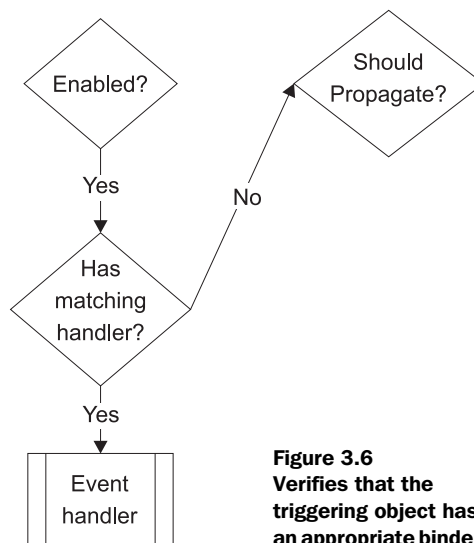 Enabled?
Should
Propagate?
Yes
No
Has
matching
handler?
Yes
Event
handler
Figure 3.6
Verifies that the
triggering object has
an appropriate binde